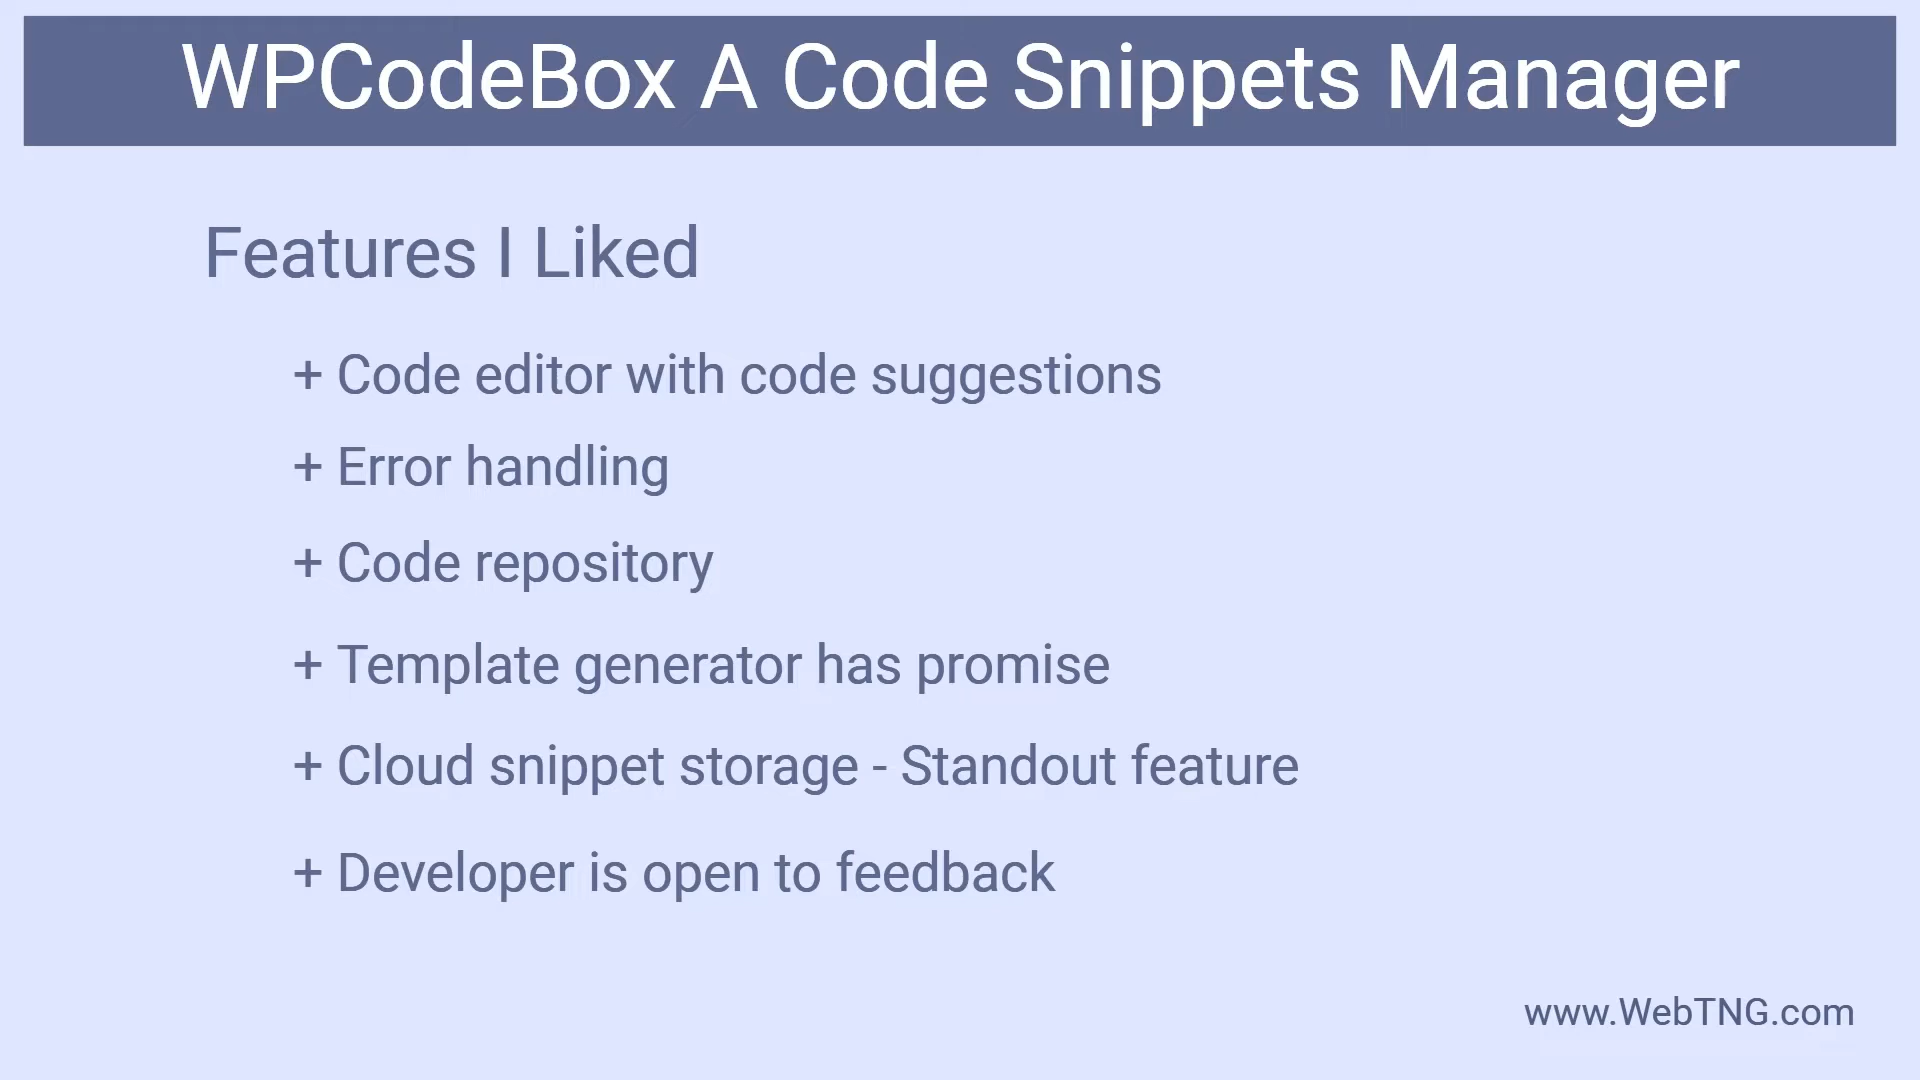 WPCodeBox A Code Snippets Manager
Features I Liked
+ Code editor with code suggestions
+ Error handling
+ Code repository
+ Template generator has promise
+ Cloud snippet storage - Standout feature
+ Developer is open to feedback
www.WebTNG.com